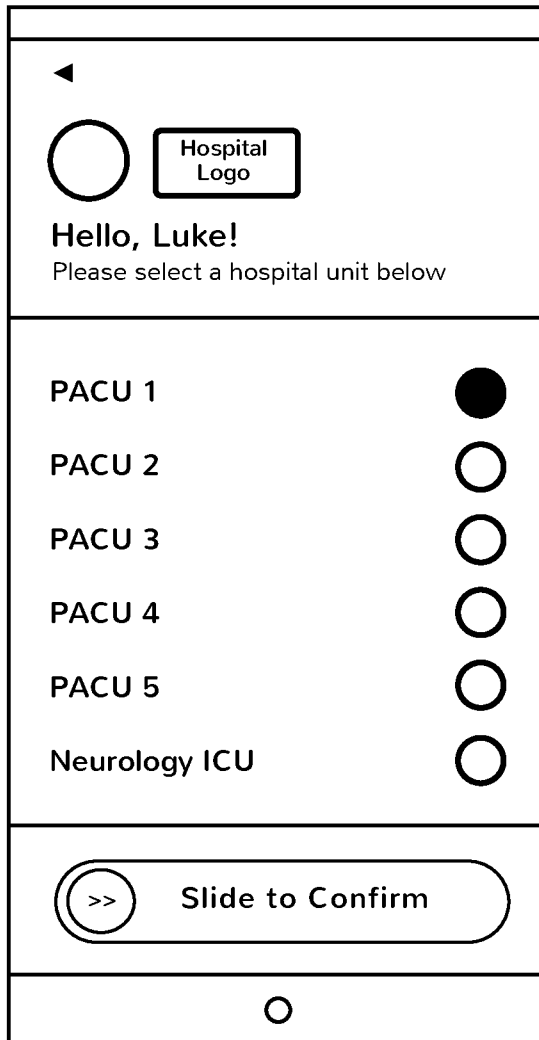 Hospital
Logo
Hello, Luke!
Please select a hospital unit below
PACU 1
PACU 2
PACU 3
PACU 4
PACU 5
Neurology ICU
>> Slide to Confirm